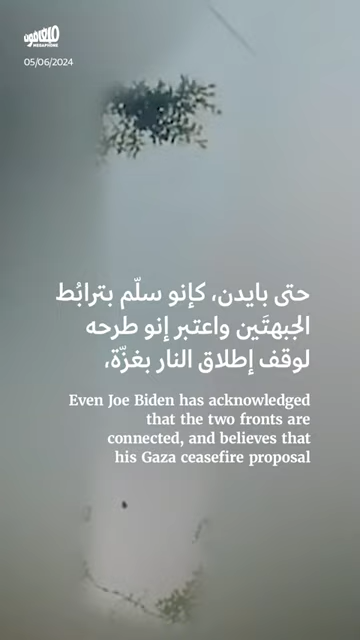 ميغافون
MEGAPHONE
05/06/2024
حتى بايدن، كإنو سلّم بترابُط
الجبهتَين واعتبر إنو طرحه
لوقف إطلاق النار بغزّة،
Even Joe Biden has acknowledged
that the two fronts are
connected, and believes that
his Gaza ceasefire proposal